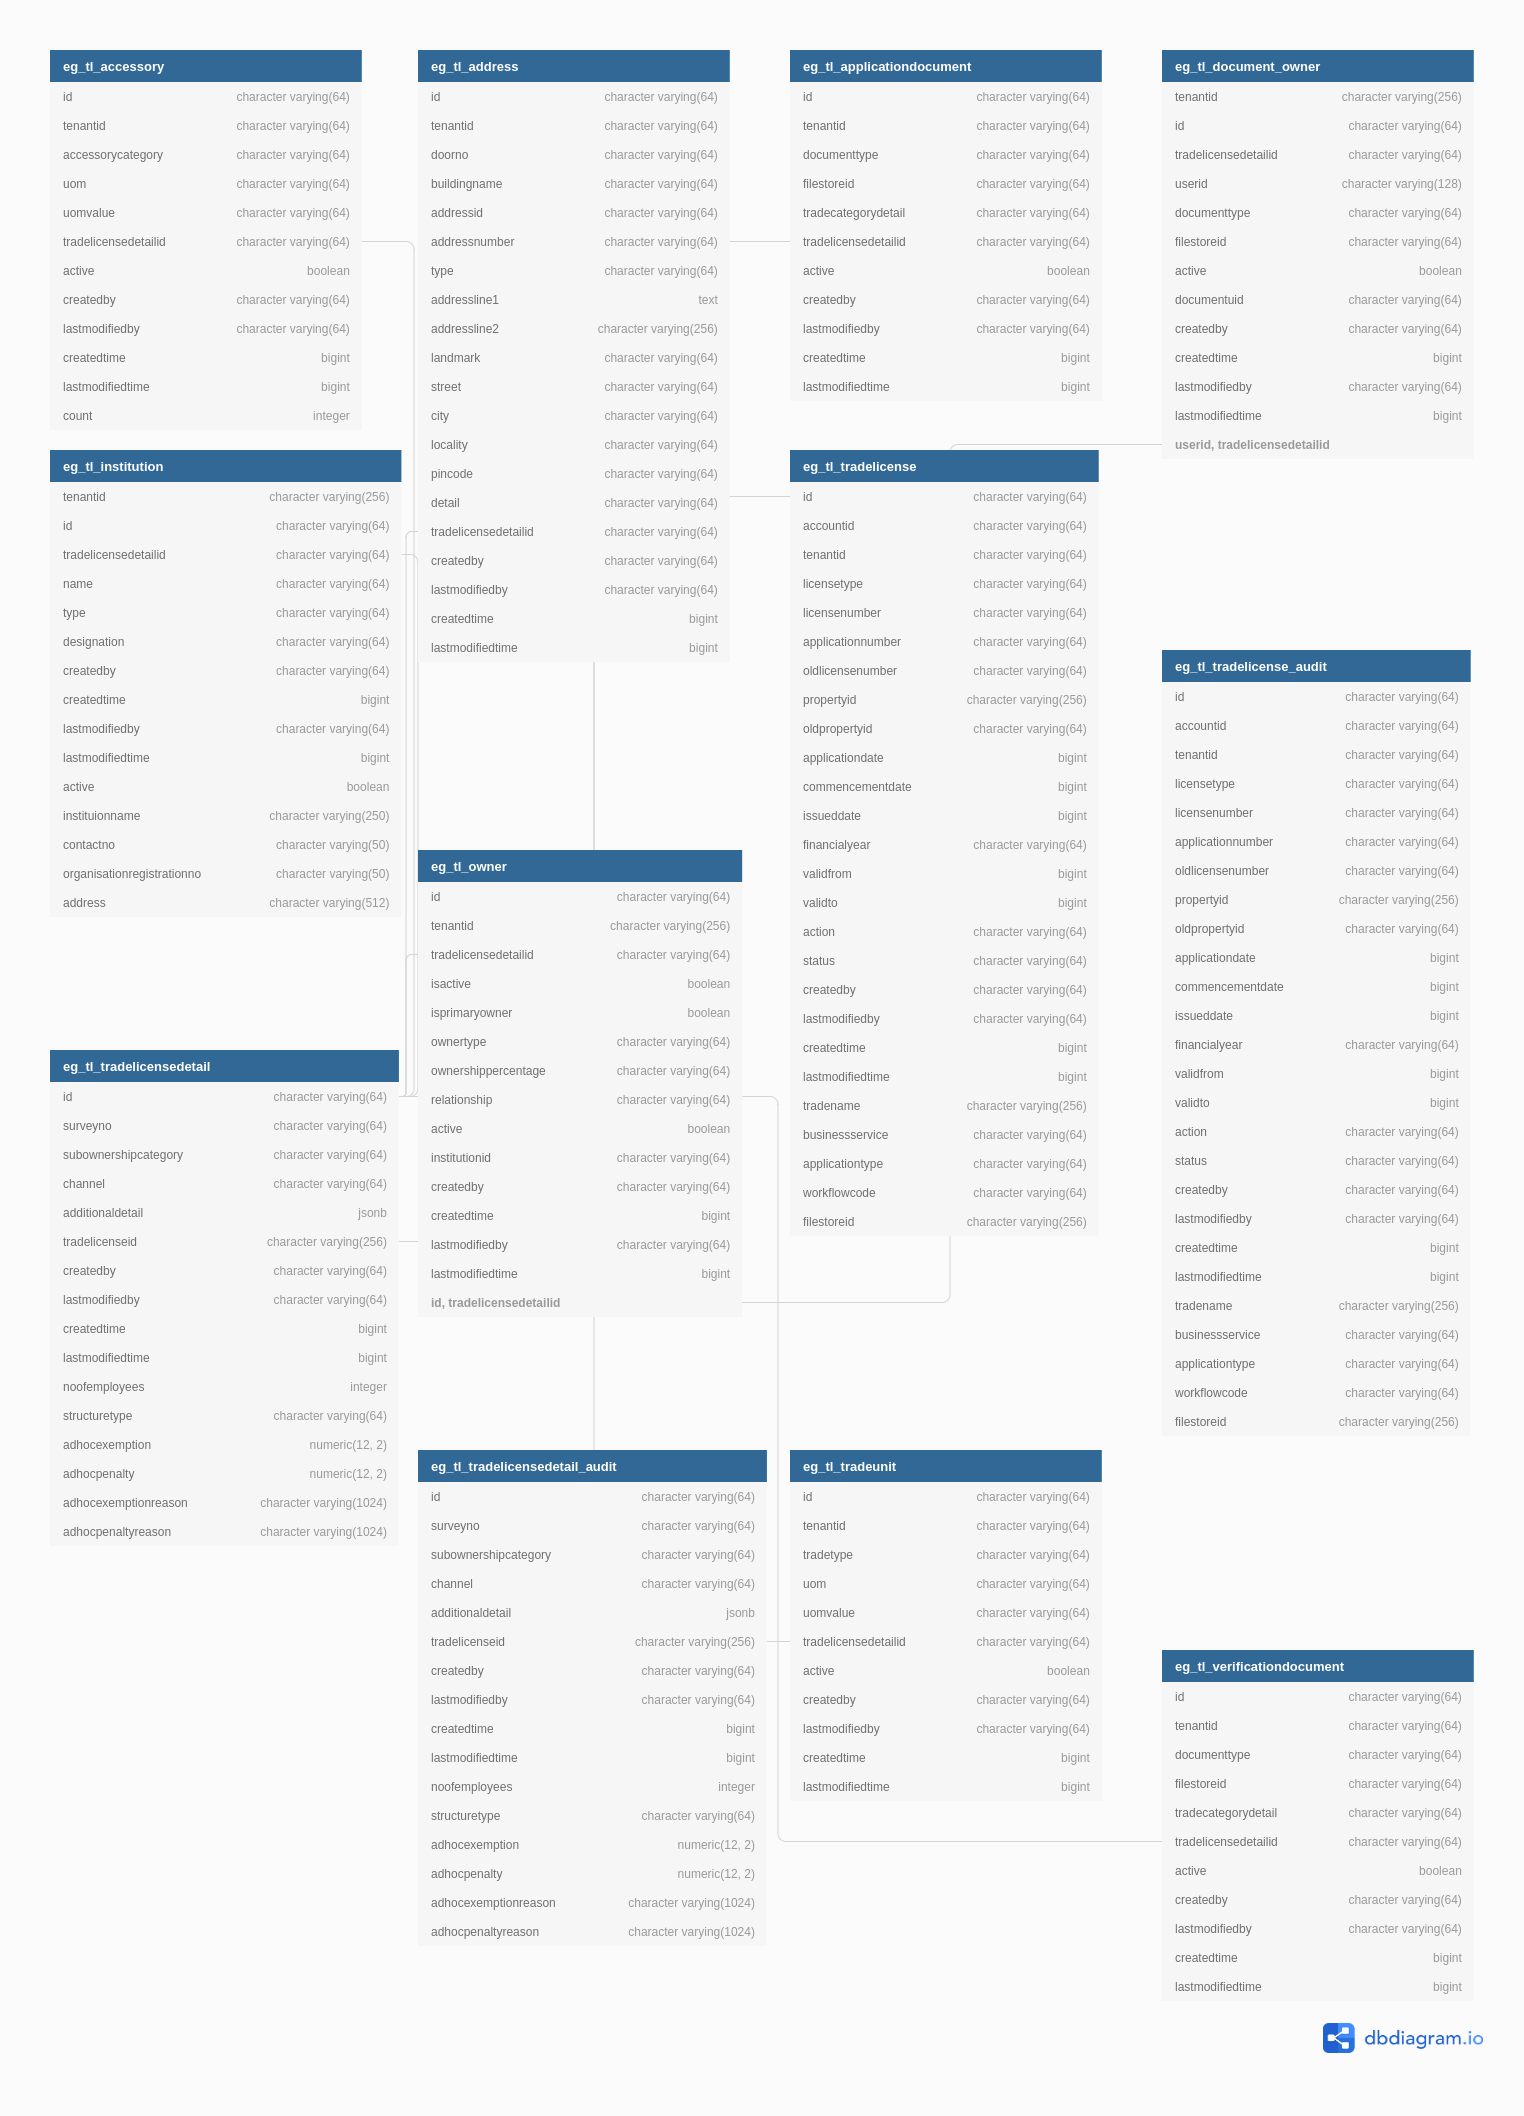 eg_tl_accessory
id character varying(64)
tenantid character varying(64)
accessorycategory character varying(64)
uom character varying(64)
uomvalue character varying(64)
tradelicensedetailid character varying(64)
active boolean
createdby character varying(64)
lastmodifiedby character varying(64)
createdtime bigint
lastmodifiedtime bigint
count integer
eg_tl_address
id character varying(64)
tenantid character varying(64)
doorno character varying(64)
buildingname character varying(64)
addressid character varying(64)
addressnumber character varying(64)
type character varying(64)
addressline1 text
addressline2 character varying(256)
landmark character varying(64)
street character varying(64)
city character varying(64)
locality character varying(64)
pincode character varying(64)
detail character varying(64)
tradelicensedetailid character varying(64)
createdby character varying(64)
lastmodifiedby character varying(64)
createdtime bigint
lastmodifiedtime bigint
eg_tl_applicationdocument
id character varying(64)
tenantid character varying(64)
documenttype character varying(64)
filestoreid character varying(64)
tradecategorydetail character varying(64)
tradelicensedetailid character varying(64)
active boolean
createdby character varying(64)
lastmodifiedby character varying(64)
createdtime bigint
lastmodifiedtime bigint
eg_tl_document_owner
tenantid character varying(256)
id character varying(64)
tradelicensedetailid character varying(64)
userid character varying(128)
documenttype character varying(64)
filestoreid character varying(64)
active boolean
documentuid character varying(64)
createdby character varying(64)
createdtime bigint
lastmodifiedby character varying(64)
lastmodifiedtime bigint
userid, tradelicensedetailid
eg_tl_institution
tenantid character varying(256)
id character varying(64)
tradelicensedetailid character varying(64)
name character varying(64)
type character varying(64)
designation character varying(64)
createdby character varying(64)
createdtime bigint
lastmodifiedby character varying(64)
lastmodifiedtime bigint
active boolean
instituionname character varying(250)
contactno character varying(50)
organisationregistrationno character varying(50)
address character varying(512)
eg_tl_tradelicense
id character varying(64)
accountid character varying(64)
tenantid character varying(64)
licensetype character varying(64)
licensenumber character varying(64)
applicationnumber character varying(64)
oldlicensenumber character varying(64)
propertyid character varying(256)
oldpropertyid character varying(64)
applicationdate bigint
commencementdate bigint
issueddate bigint
financialyear character varying(64)
validfrom bigint
validto bigint
action character varying(64)
status character varying(64)
createdby character varying(64)
lastmodifiedby character varying(64)
createdtime bigint
lastmodifiedtime bigint
tradename character varying(256)
businessservice character varying(64)
applicationtype character varying(64)
workflowcode character varying(64)
filestoreid character varying(256)
eg_tl_tradelicense_audit
id character varying(64)
accountid character varying(64)
tenantid character varying(64)
licensetype character varying(64)
licensenumber character varying(64)
applicationnumber character varying(64)
oldlicensenumber character varying(64)
propertyid character varying(256)
oldpropertyid character varying(64)
applicationdate bigint
commencementdate bigint
issueddate bigint
financialyear character varying(64)
validfrom bigint
validto bigint
action character varying(64)
status character varying(64)
createdby character varying(64)
lastmodifiedby character varying(64)
createdtime bigint
lastmodifiedtime bigint
tradename character varying(256)
businessservice character varying(64)
applicationtype character varying(64)
workflowcode character varying(64)
filestoreid character varying(256)
eg_tl_owner
id character varying(64)
tenantid character varying(256)
tradelicensedetailid character varying(64)
isactive boolean
isprimaryowner boolean
ownertype character varying(64)
ownershippercentage character varying(64)
relationship character varying(64)
active boolean
institutionid character varying(64)
createdby character varying(64)
createdtime bigint
lastmodifiedby character varying(64)
lastmodifiedtime bigint
id, tradelicensedetailid
eg_tl_tradelicensedetail
id character varying(64)
surveyno character varying(64)
subownershipcategory character varying(64)
channel character varying(64)
additionaldetail jsonb
tradelicenseid character varying(256)
createdby character varying(64)
lastmodifiedby character varying(64)
createdtime bigint
lastmodifiedtime bigint
noofemployees integer
structuretype character varying(64)
adhocexemption numeric(12, 2)
adhocpenalty numeric(12, 2)
adhocexemptionreason character varying(1024)
adhocpenaltyreason character varying(1024)
eg_tl_tradelicensedetail_audit
id character varying(64)
surveyno character varying(64)
subownershipcategory character varying(64)
channel character varying(64)
additionaldetail jsonb
tradelicenseid character varying(256)
createdby character varying(64)
lastmodifiedby character varying(64)
createdtime bigint
lastmodifiedtime bigint
noofemployees integer
structuretype character varying(64)
adhocexemption numeric(12, 2)
adhocpenalty numeric(12, 2)
adhocexemptionreason character varying(1024)
adhocpenaltyreason character varying(1024)
eg_tl_tradeunit
id character varying(64)
tenantid character varying(64)
tradetype character varying(64)
uom character varying(64)
uomvalue character varying(64)
tradelicensedetailid character varying(64)
active boolean
createdby character varying(64)
lastmodifiedby character varying(64)
createdtime bigint
lastmodifiedtime bigint
eg_tl_verificationdocument
id character varying(64)
tenantid character varying(64)
documenttype character varying(64)
filestoreid character varying(64)
tradecategorydetail character varying(64)
tradelicensedetailid character varying(64)
active boolean
createdby character varying(64)
lastmodifiedby character varying(64)
createdtime bigint
lastmodifiedtime bigint
dbdiagram.io